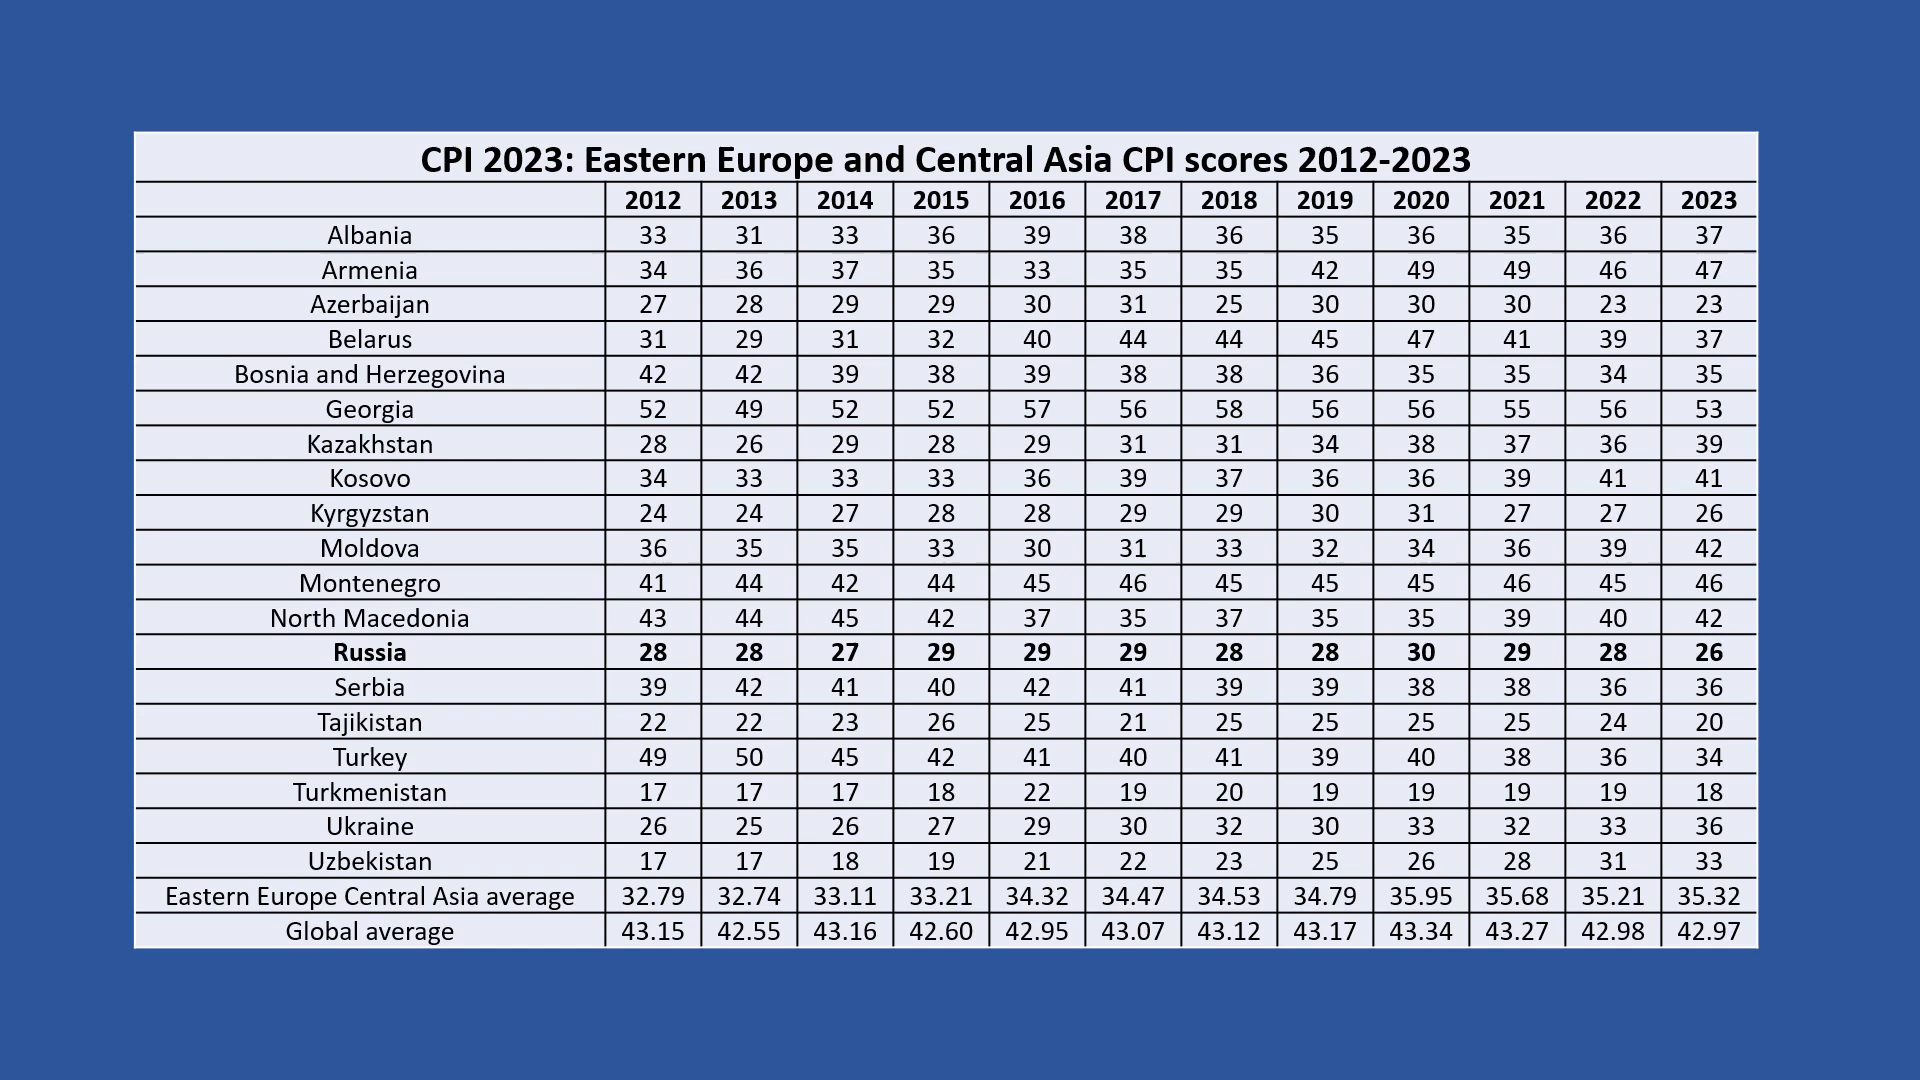 CPI 2023: Eastern Europe and Central Asia CPI scores 2012-2023
2012 2013 2014 2015 2016 2017 2018 2019 2020 2021 2022 2023
Albania 33 31 33 36 39 38 36 35 36 35 36 37
Armenia 34 36 37 35 33 35 35 42 49 49 46 47
Azerbaijan 27 28 29 29 30 31 25 30 30 30 23 23
Belarus 31 29 31 32 40 44 44 45 47 41 39 37
Bosnia and Herzegovina 42 42 39 38 39 38 38 36 35 35 34 35
Georgia 52 49 52 52 57 56 58 56 56 55 56 53
Kazakhstan 28 26 29 28 29 31 31 34 38 37 36 39
Kosovo 34 33 33 33 36 39 37 36 36 39 41 41
Kyrgyzstan 24 24 27 28 28 29 29 30 31 27 27 26
Moldova 36 35 35 33 30 31 33 32 34 36 39 42
Montenegro 41 44 42 44 45 46 45 45 45 46 45 46
North Macedonia 43 44 45 42 37 35 37 35 35 39 40 42
Russia 28 28 27 29 29 29 28 28 30 29 28 26
Serbia 39 42 41 40 42 41 39 39 38 38 36 36
Tajikistan 22 22 23 26 25 21 25 25 25 25 24 20
Turkey 49 50 45 42 41 40 41 39 40 38 36 34
Turkmenistan 17 17 17 18 22 19 20 19 19 19 19 18
Ukraine 26 25 26 27 29 30 32 30 33 32 33 36
Uzbekistan 17 17 18 19 21 22 23 25 26 28 31 33
Eastern Europe Central Asia average 32.79 32.74 33.11 33.21 34.32 34.47 34.53 34.79 35.95 35.68 35.21 35.32
Global average 43.15 42.55 43.16 42.60 42.95 43.07 43.12 43.17 43.34 43.27 42.98 42.97